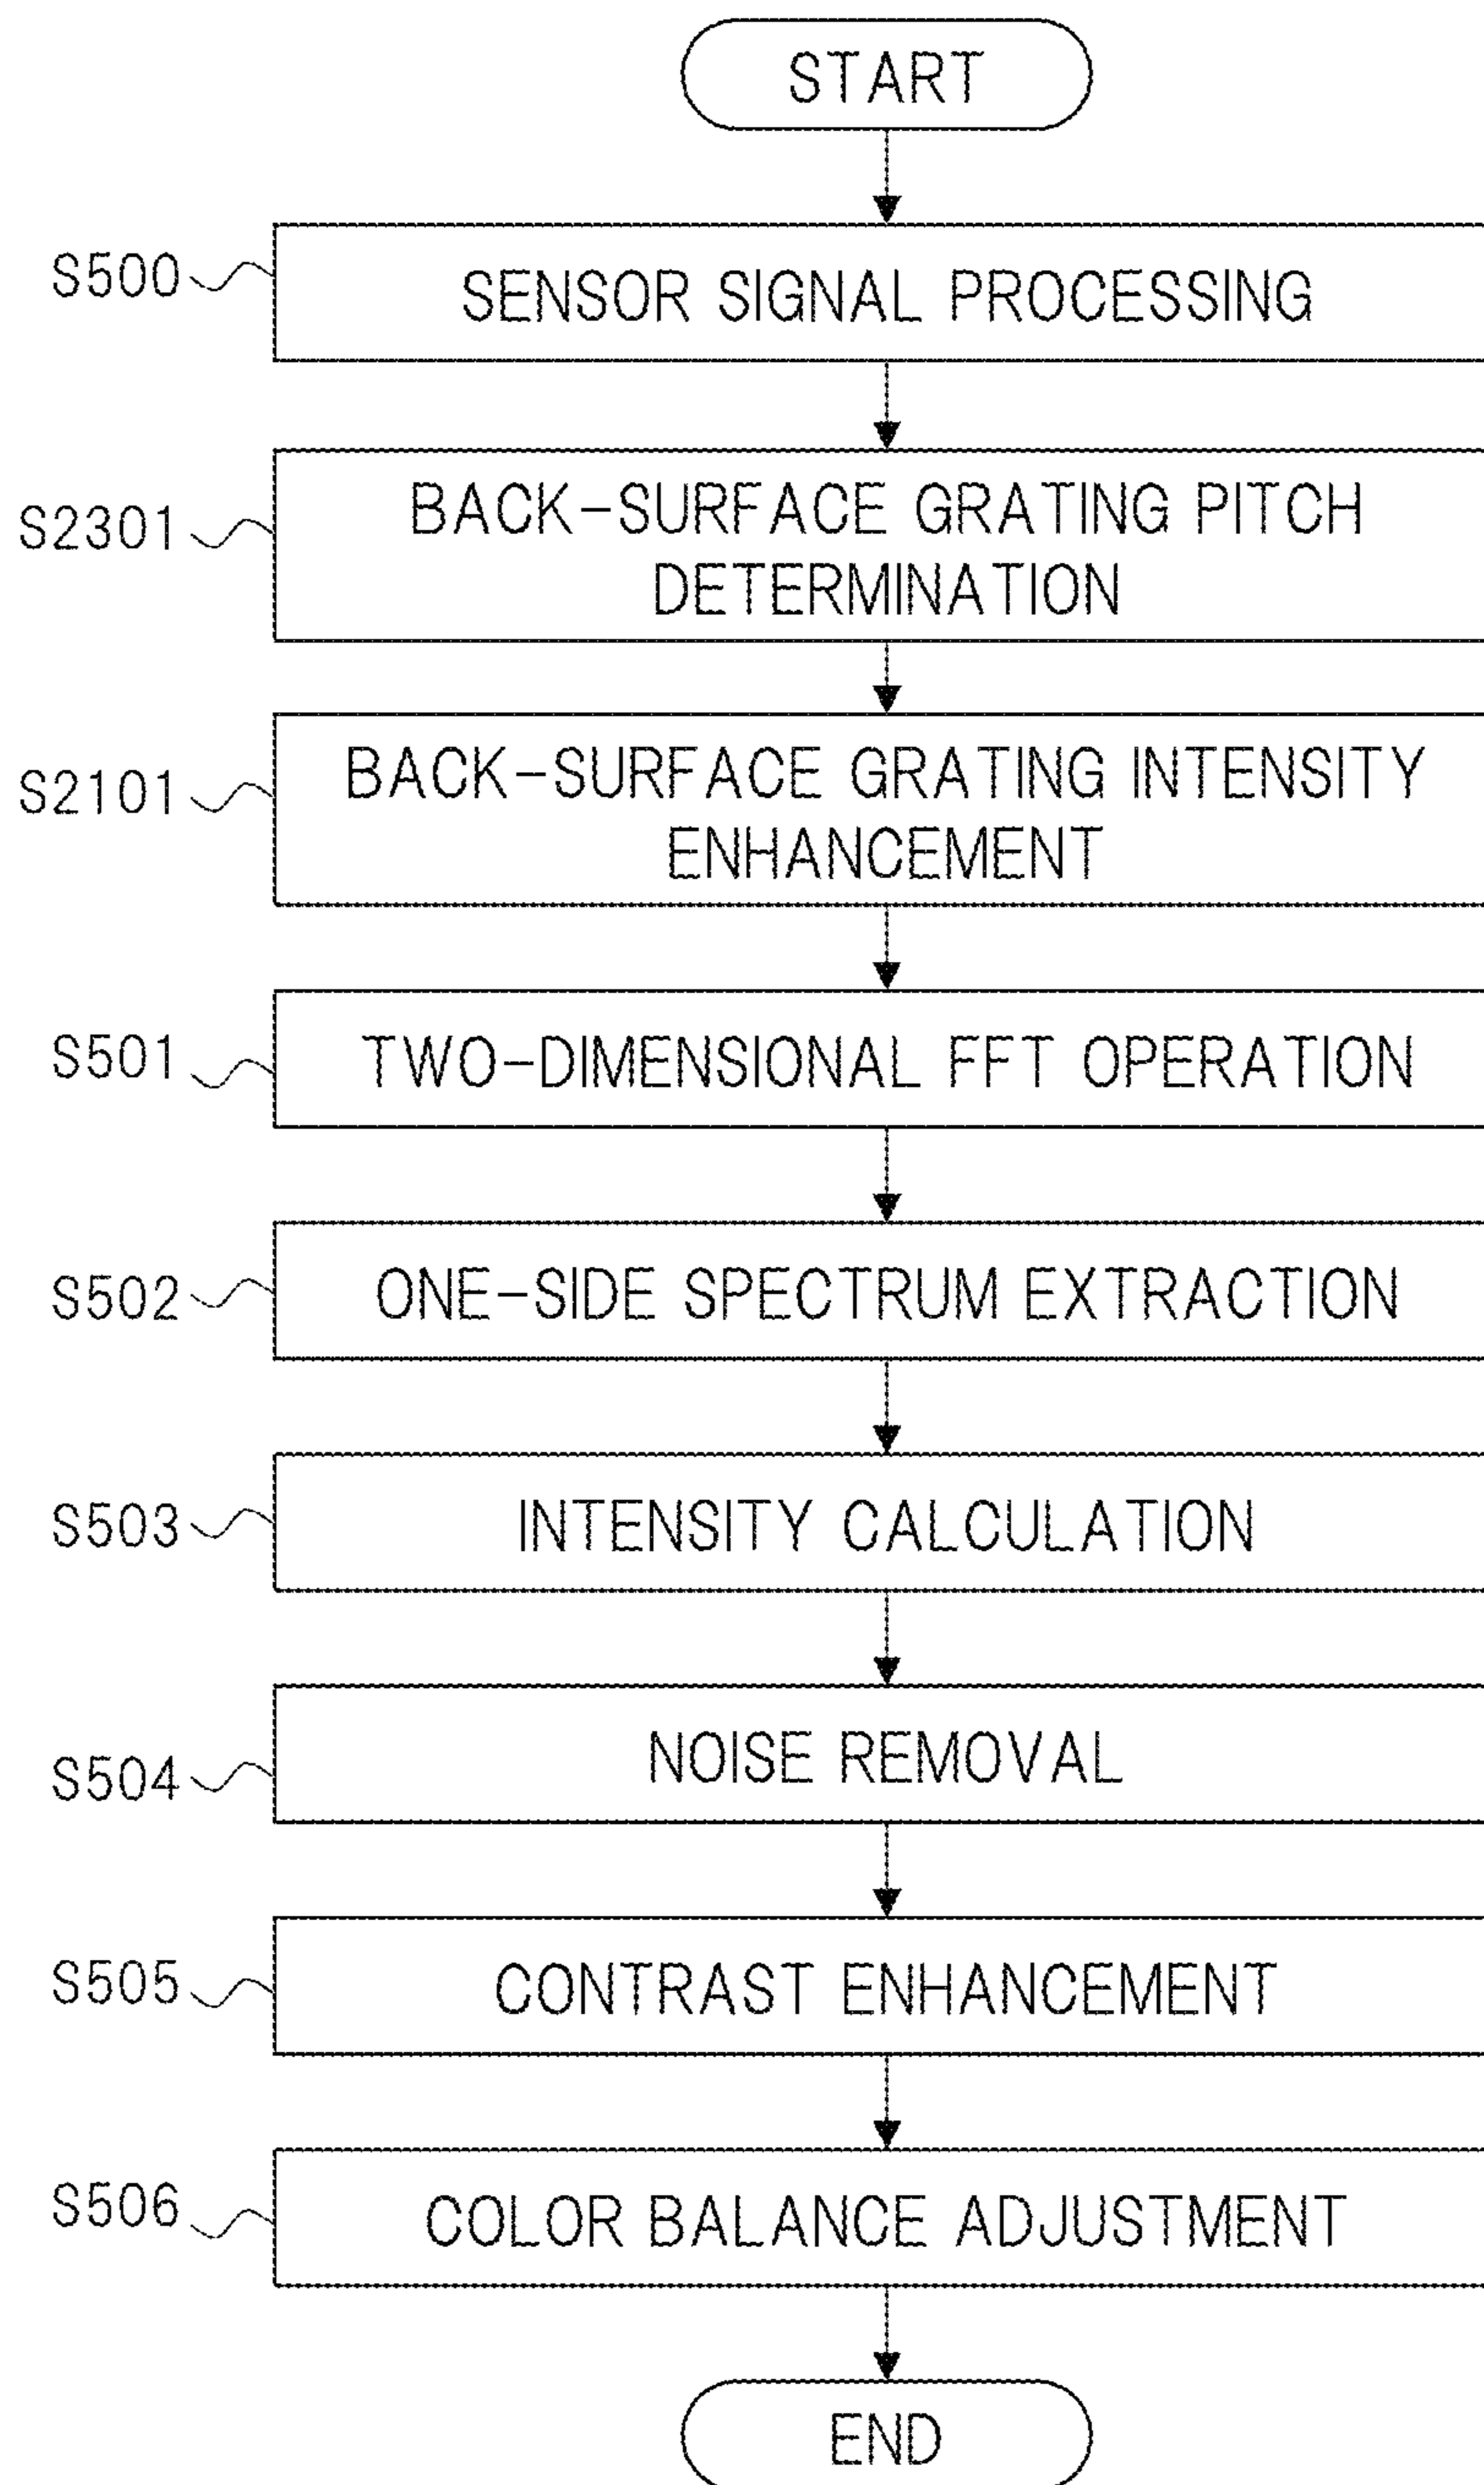 START
S500
SENSOR SIGNAL PROCESSING
S2301
BACK-SURFACE GRATING PITCH
DETERMINATION
S2101
BACK-SURFACE GRATING INTENSITY
ENHANCEMENT
S501
TWO-DIMENSIONAL FFT OPERATION
S502
ONE-SIDE SPECTRUM EXTRACTION
S503
INTENSITY CALCULATION
S504
NOISE REMOVAL
S505
CONTRAST ENHANCEMENT
S506
COLOR BALANCE ADJUSTMENT
END